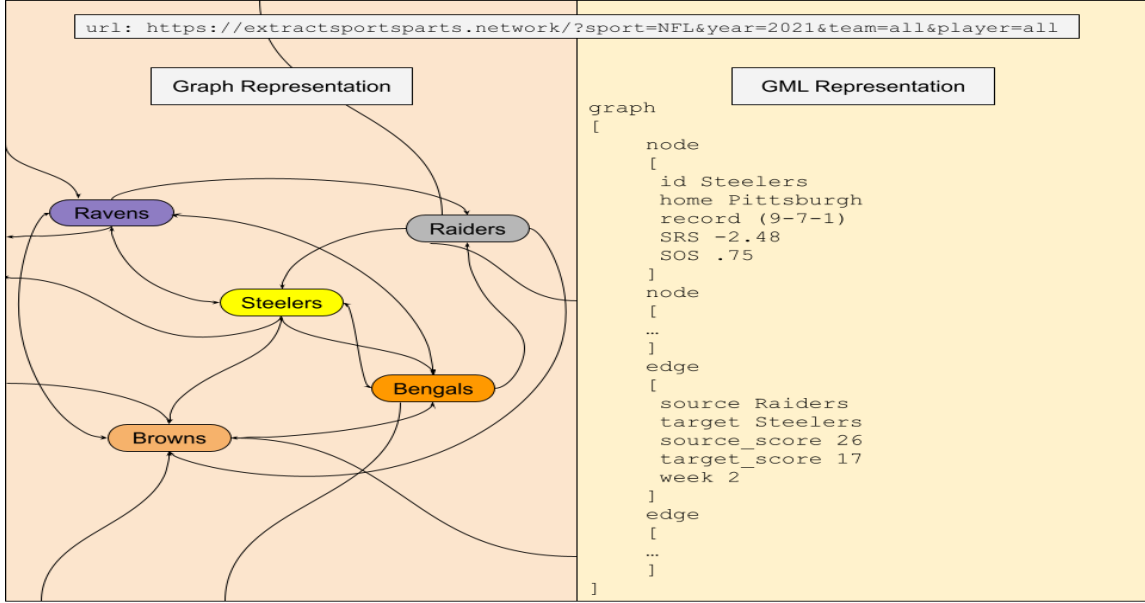 url: https://extractsportsparts.network/?sport=NFL&year=2021&team=all&player=all
Graph Representation
Ravens
Raiders
Steelers
Bengals
Browns
GML Representation
graph
[
node
[
id Steelers
home Pittsburgh
record (9-7-1)
SRS -2.48
SOS .75
]
node
[
…
]
edge
[
source Raiders
target Steelers
source_score 26
target_score 17
week 2
]
edge
[
…
]
]